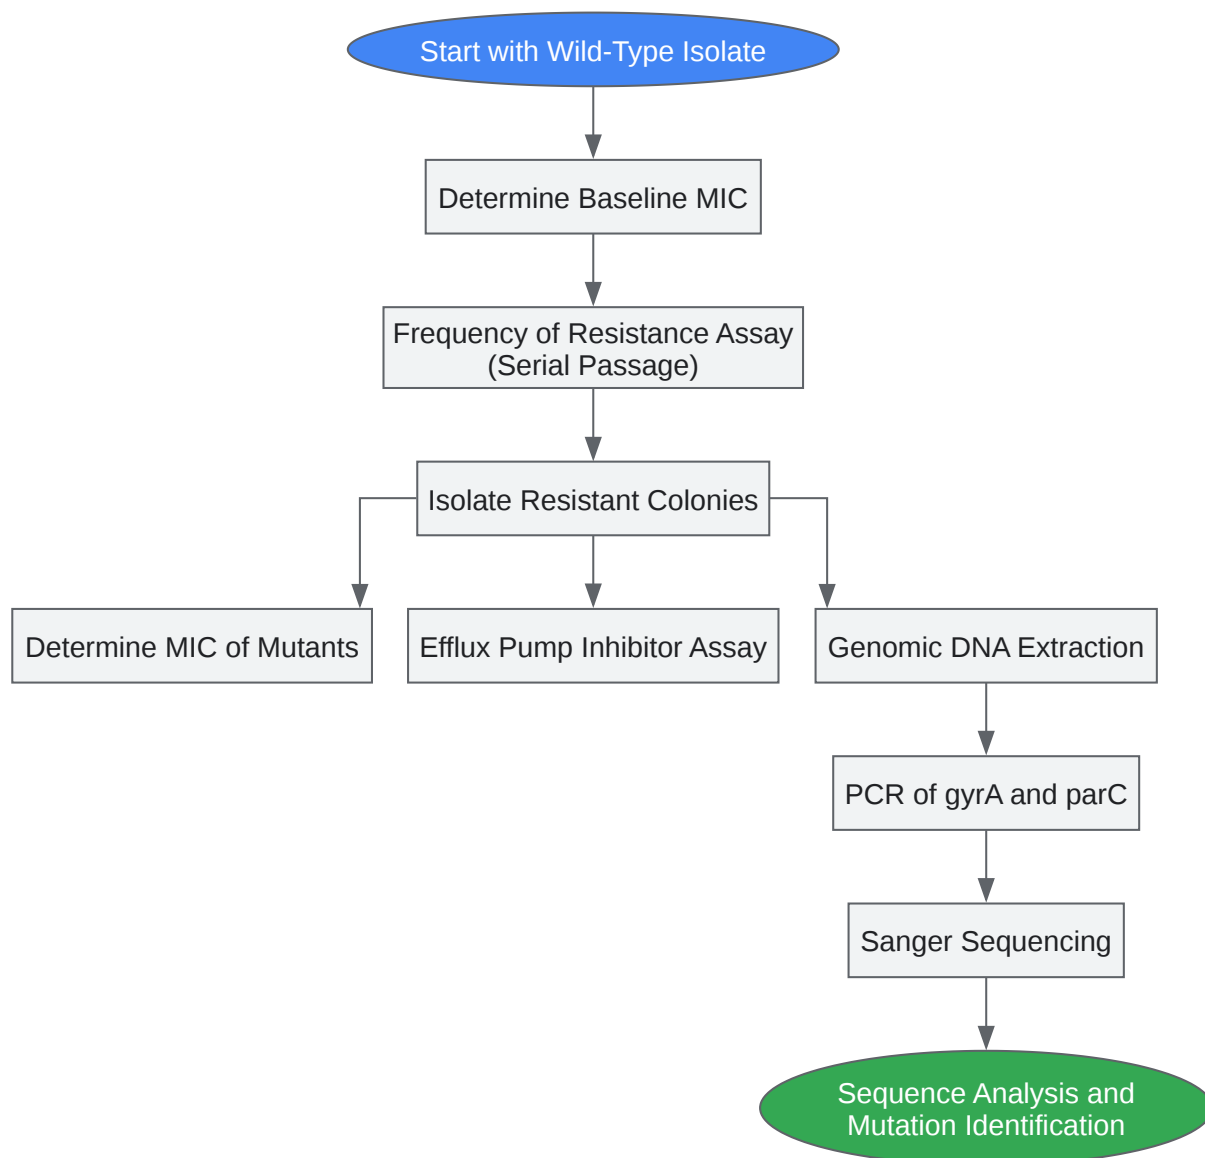 Start with Wild-Type Isolate
Determine Baseline MIC
Frequency of Resistance Assay
(Serial Passage)
Isolate Resistant Colonies
Determine MIC of Mutants
Efflux Pump Inhibitor Assay
Genomic DNA Extraction
PCR of gyrA and parC
Sanger Sequencing
Sequence Analysis and
Mutation Identification